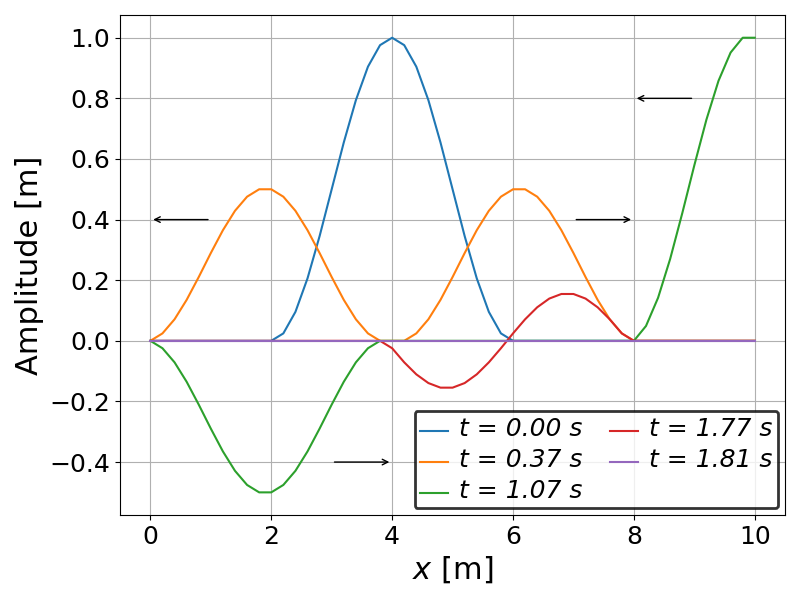 Amplitude [m]
1.0
0.8
0.6
0.4
0.2
0.0
−0.2
−0.4
0 2 4 6 8 10
x [m]
t = 0.00 s
t = 0.37 s
t = 1.07 s
t = 1.77 s
t = 1.81 s